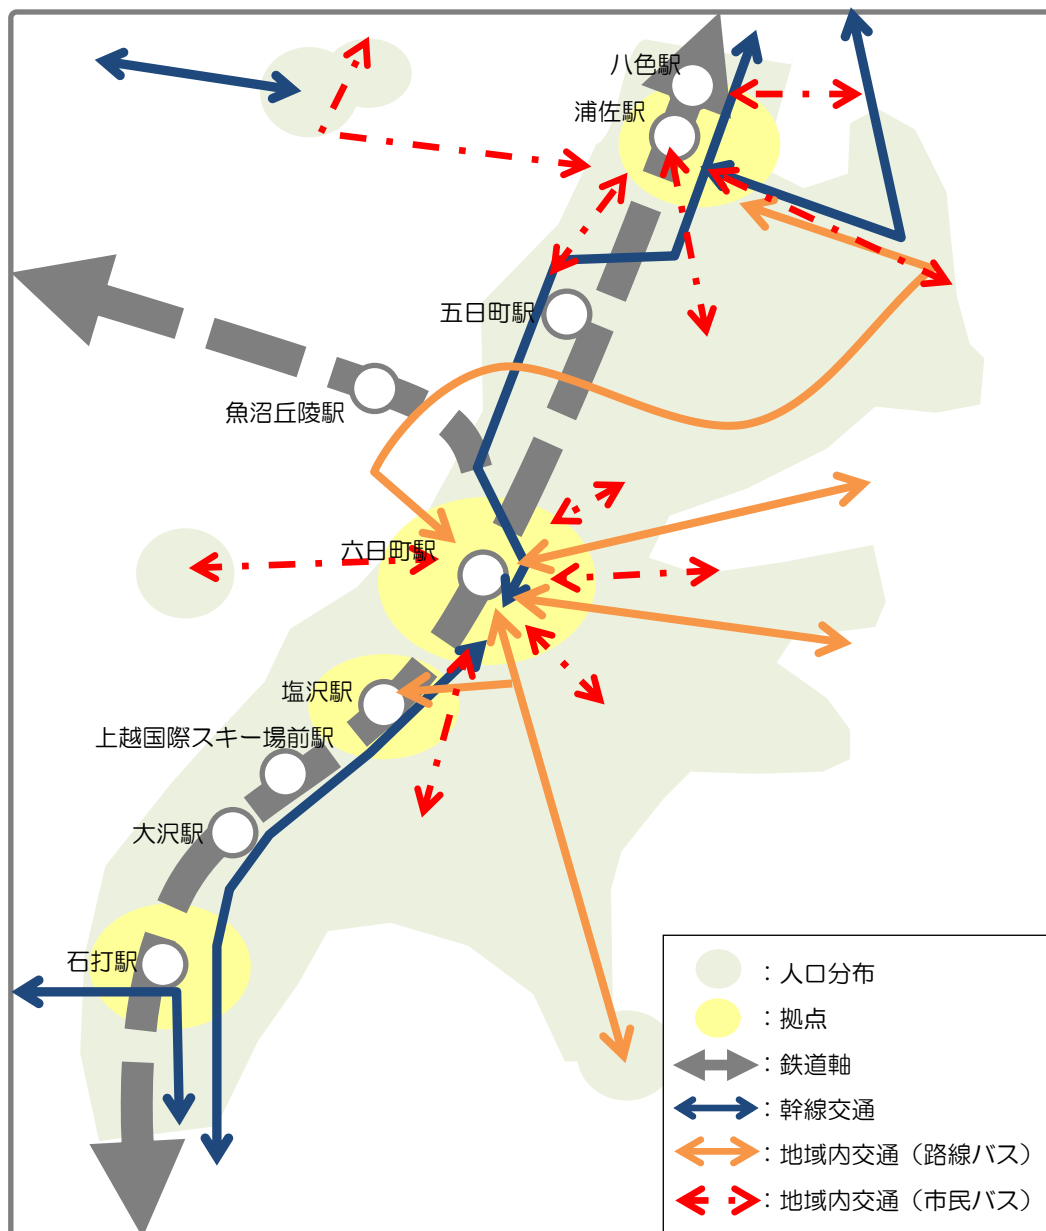 八色駅
浦佐駅
五日町駅
魚沼丘陵駅
六日町駅
塩沢駅
上越国際スキー場前駅
大沢駅
石打駅
：人口分布
：拠点
：鉄道軸
：幹線交通
：地域内交通（路線バス）
：地域内交通（市民バス）